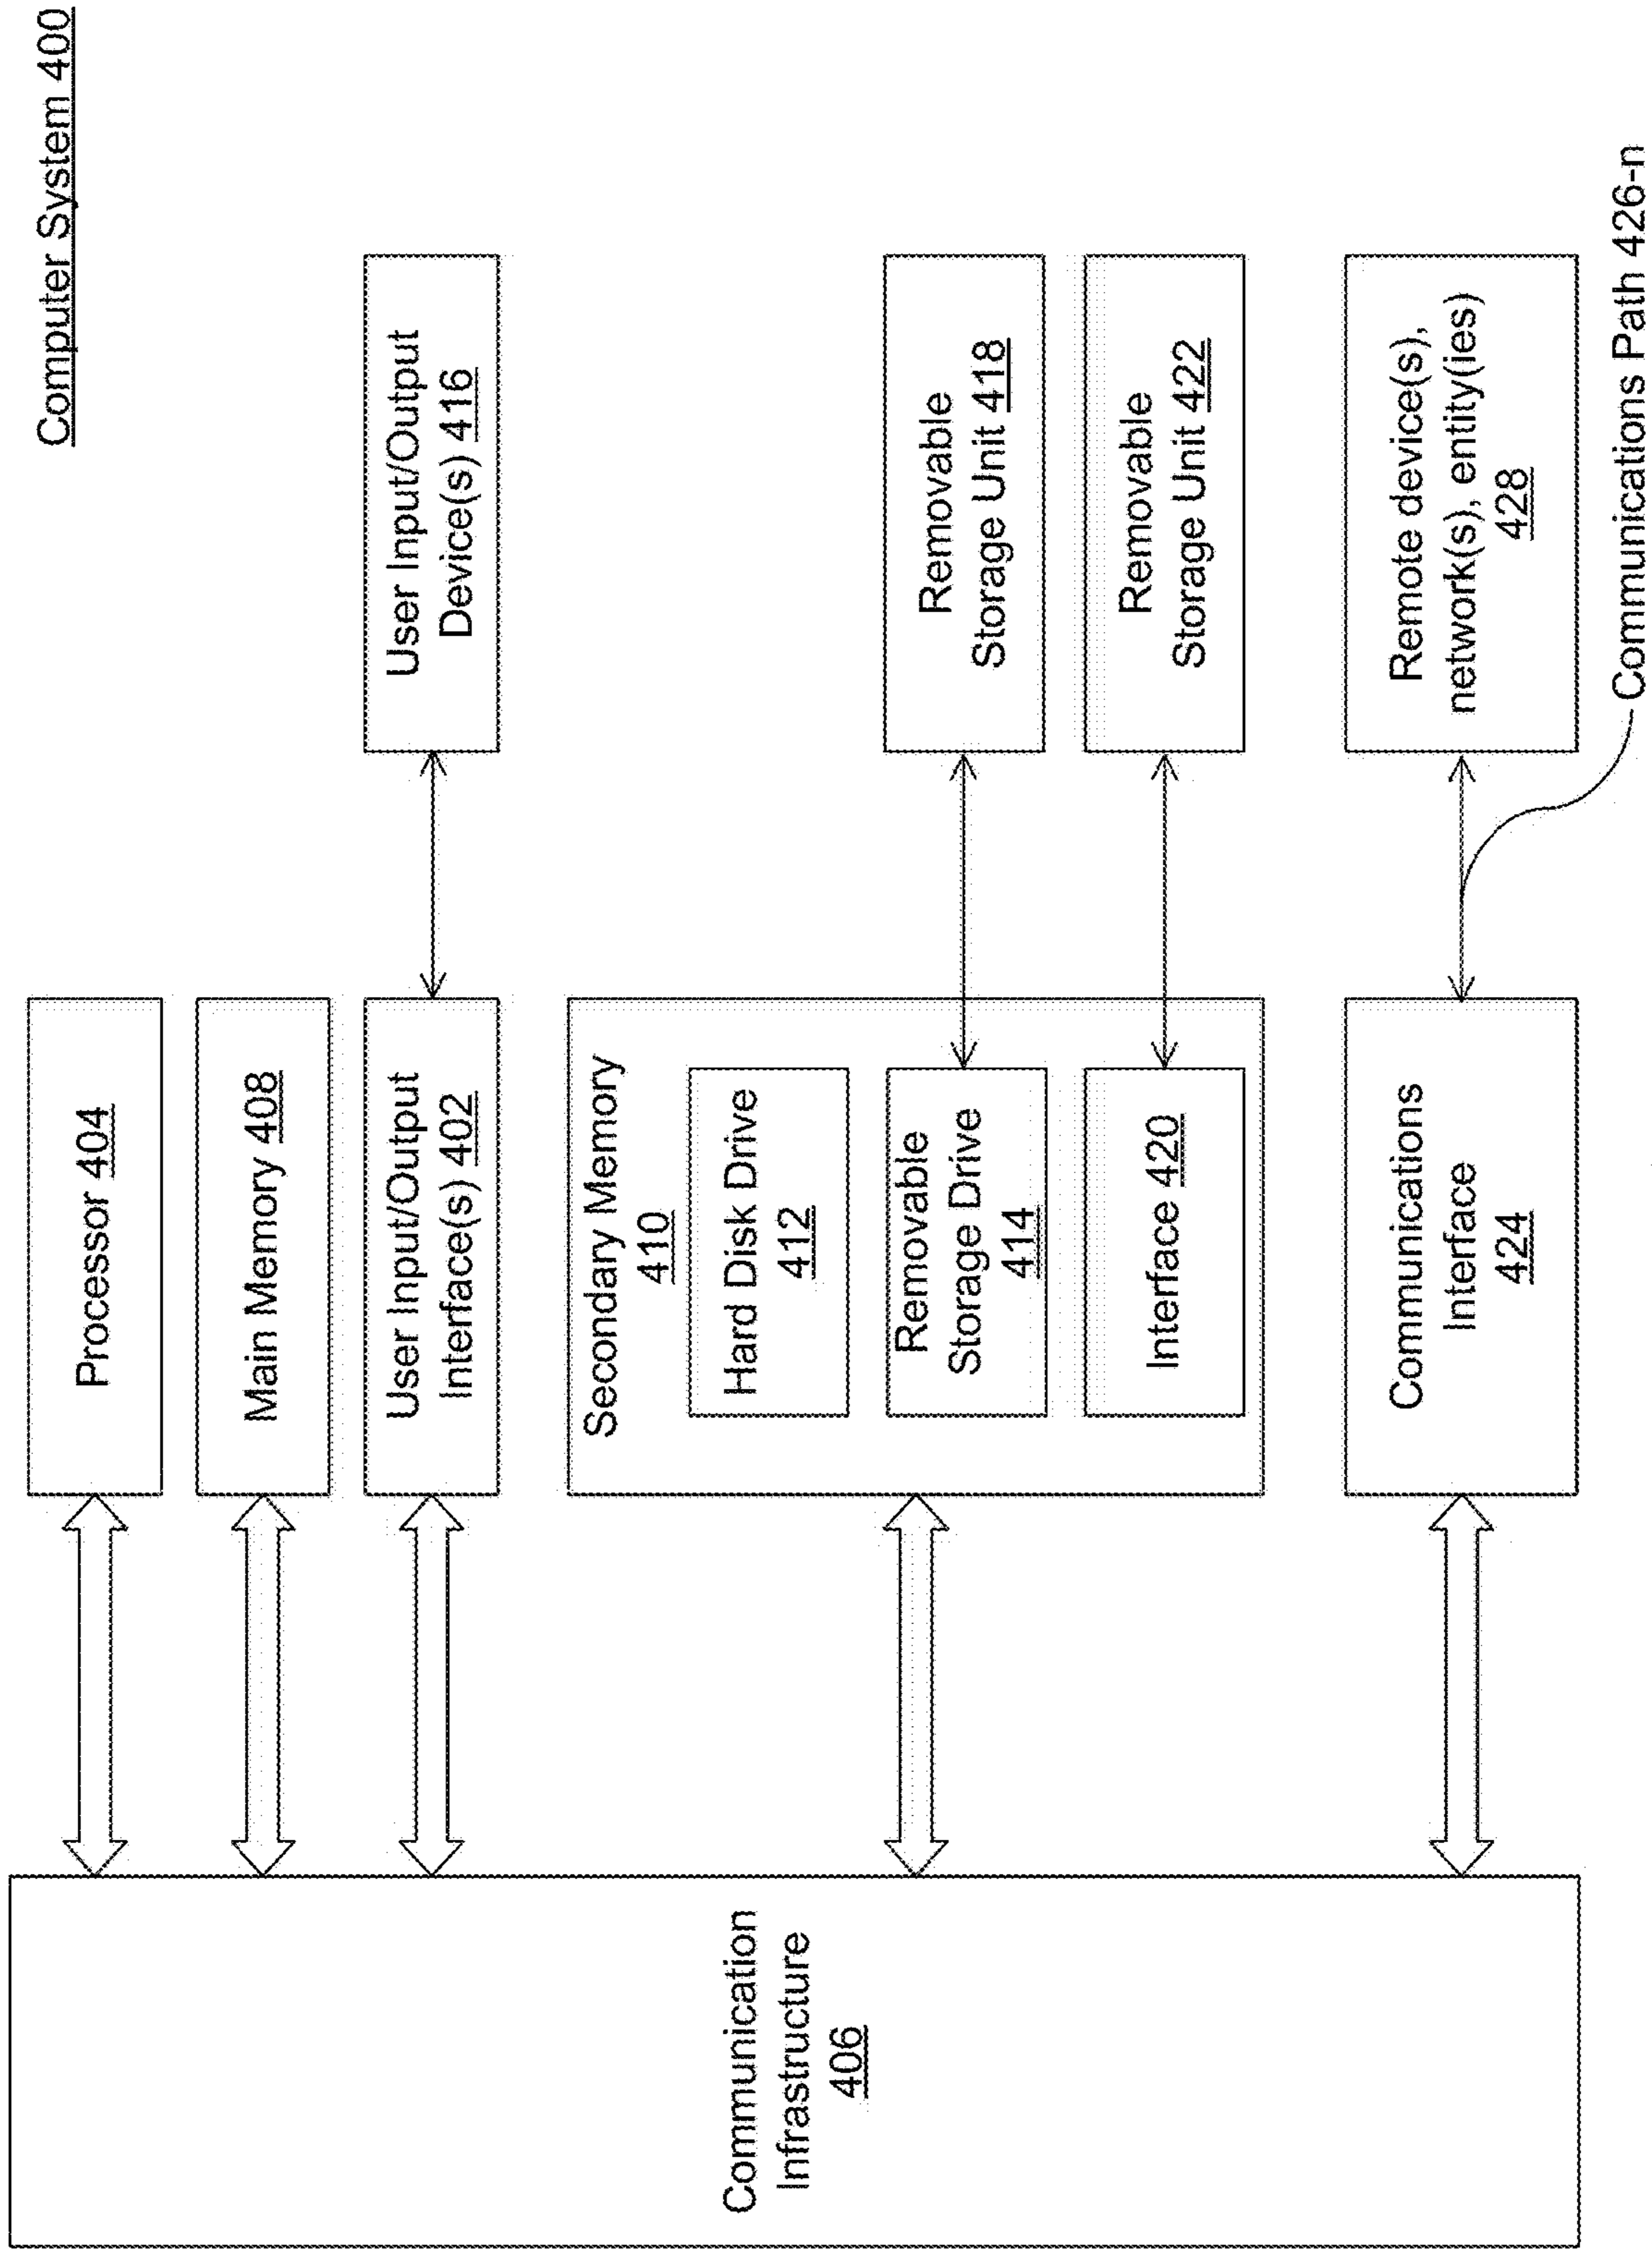 Computer System 400
Processor 404
Main Memory 408
User Input/Output
Interface(s) 402
User Input/Output
Device(s) 416
Secondary Memory
410
Hard Disk Drive
412
Removable
Storage Drive
414
Removable
Storage Unit 418
Interface 420
Removable
Storage Unit 422
Communication
Infrastructure
406
Communications
Interface
424
Remote device(s),
network(s), entity(ies)
428
Communications Path 426-n